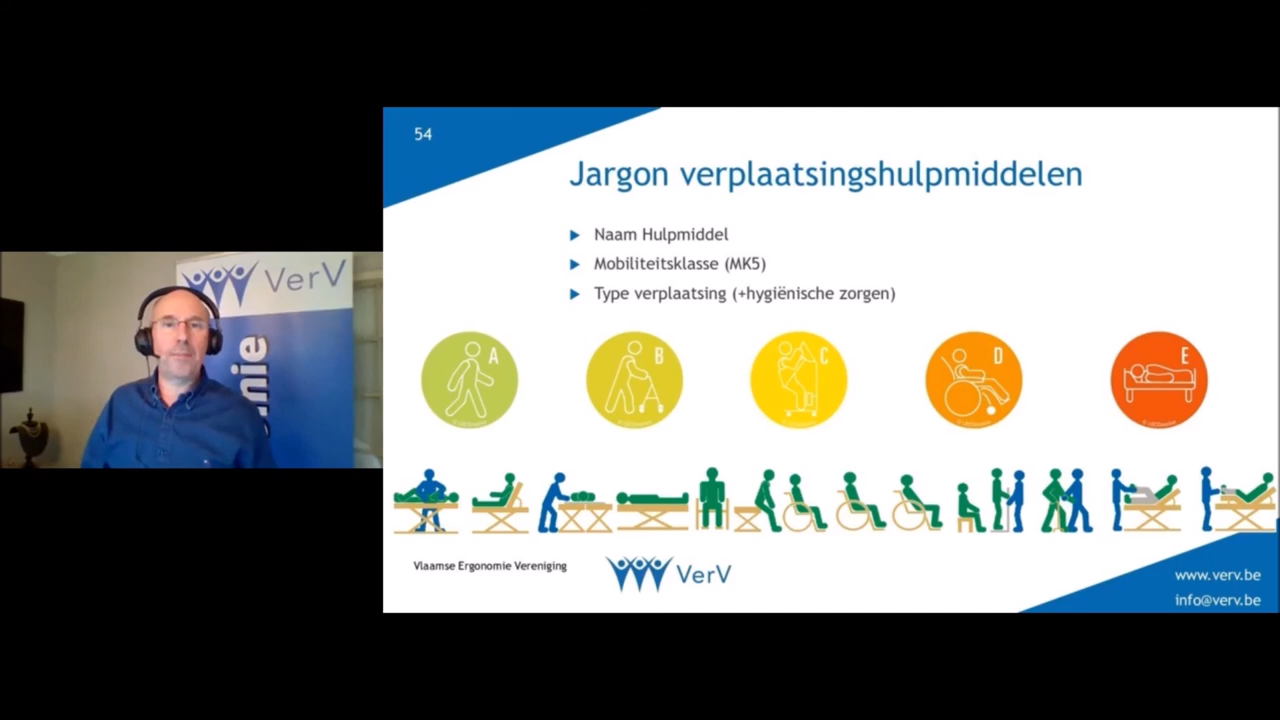 VerV
nie
54
Jargon verplaatsingshulpmiddelen
Naam Hulpmiddel
Mobiliteitsklasse (MK5)
Type verplaatsing (+hygiënische zorgen)
A
B
C
D
E
Vlaamse Ergonomie Vereniging
VerV
www.verv.be
info@verv.be